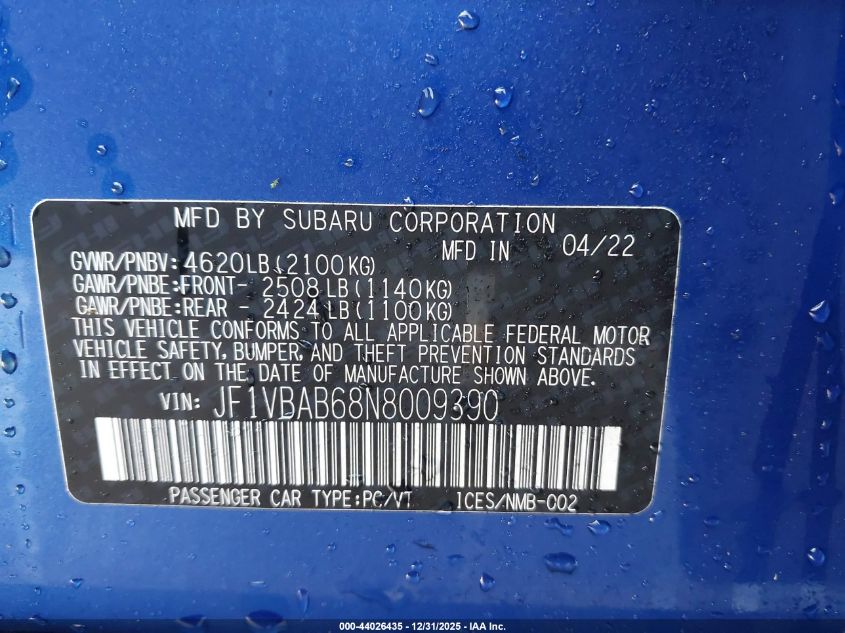 MFD BY SUBARU CORPORATION
MFD IN 04/22
GVWR/PNBV: 4620LB(2100KG)
GAWR/PNBE:FRONT- 2508LB(1140KG)
GAWR/PNBE:REAR - 2424LB(1100KG)
THIS VEHICLE CONFORMS TO ALL APPLICABLE FEDERAL MOTOR
VEHICLE SAFETY, BUMPER, AND THEFT PREVENTION STANDARDS
IN EFFECT ON THE DATE OF MANUFACTURE SHOWN ABOVE.
VIN: JF1VBAB68N8009390
PASSENGER CAR TYPE:PC/VT ICES/NMB-002
000-44026435 - 12/31/2025 - IAA Inc.